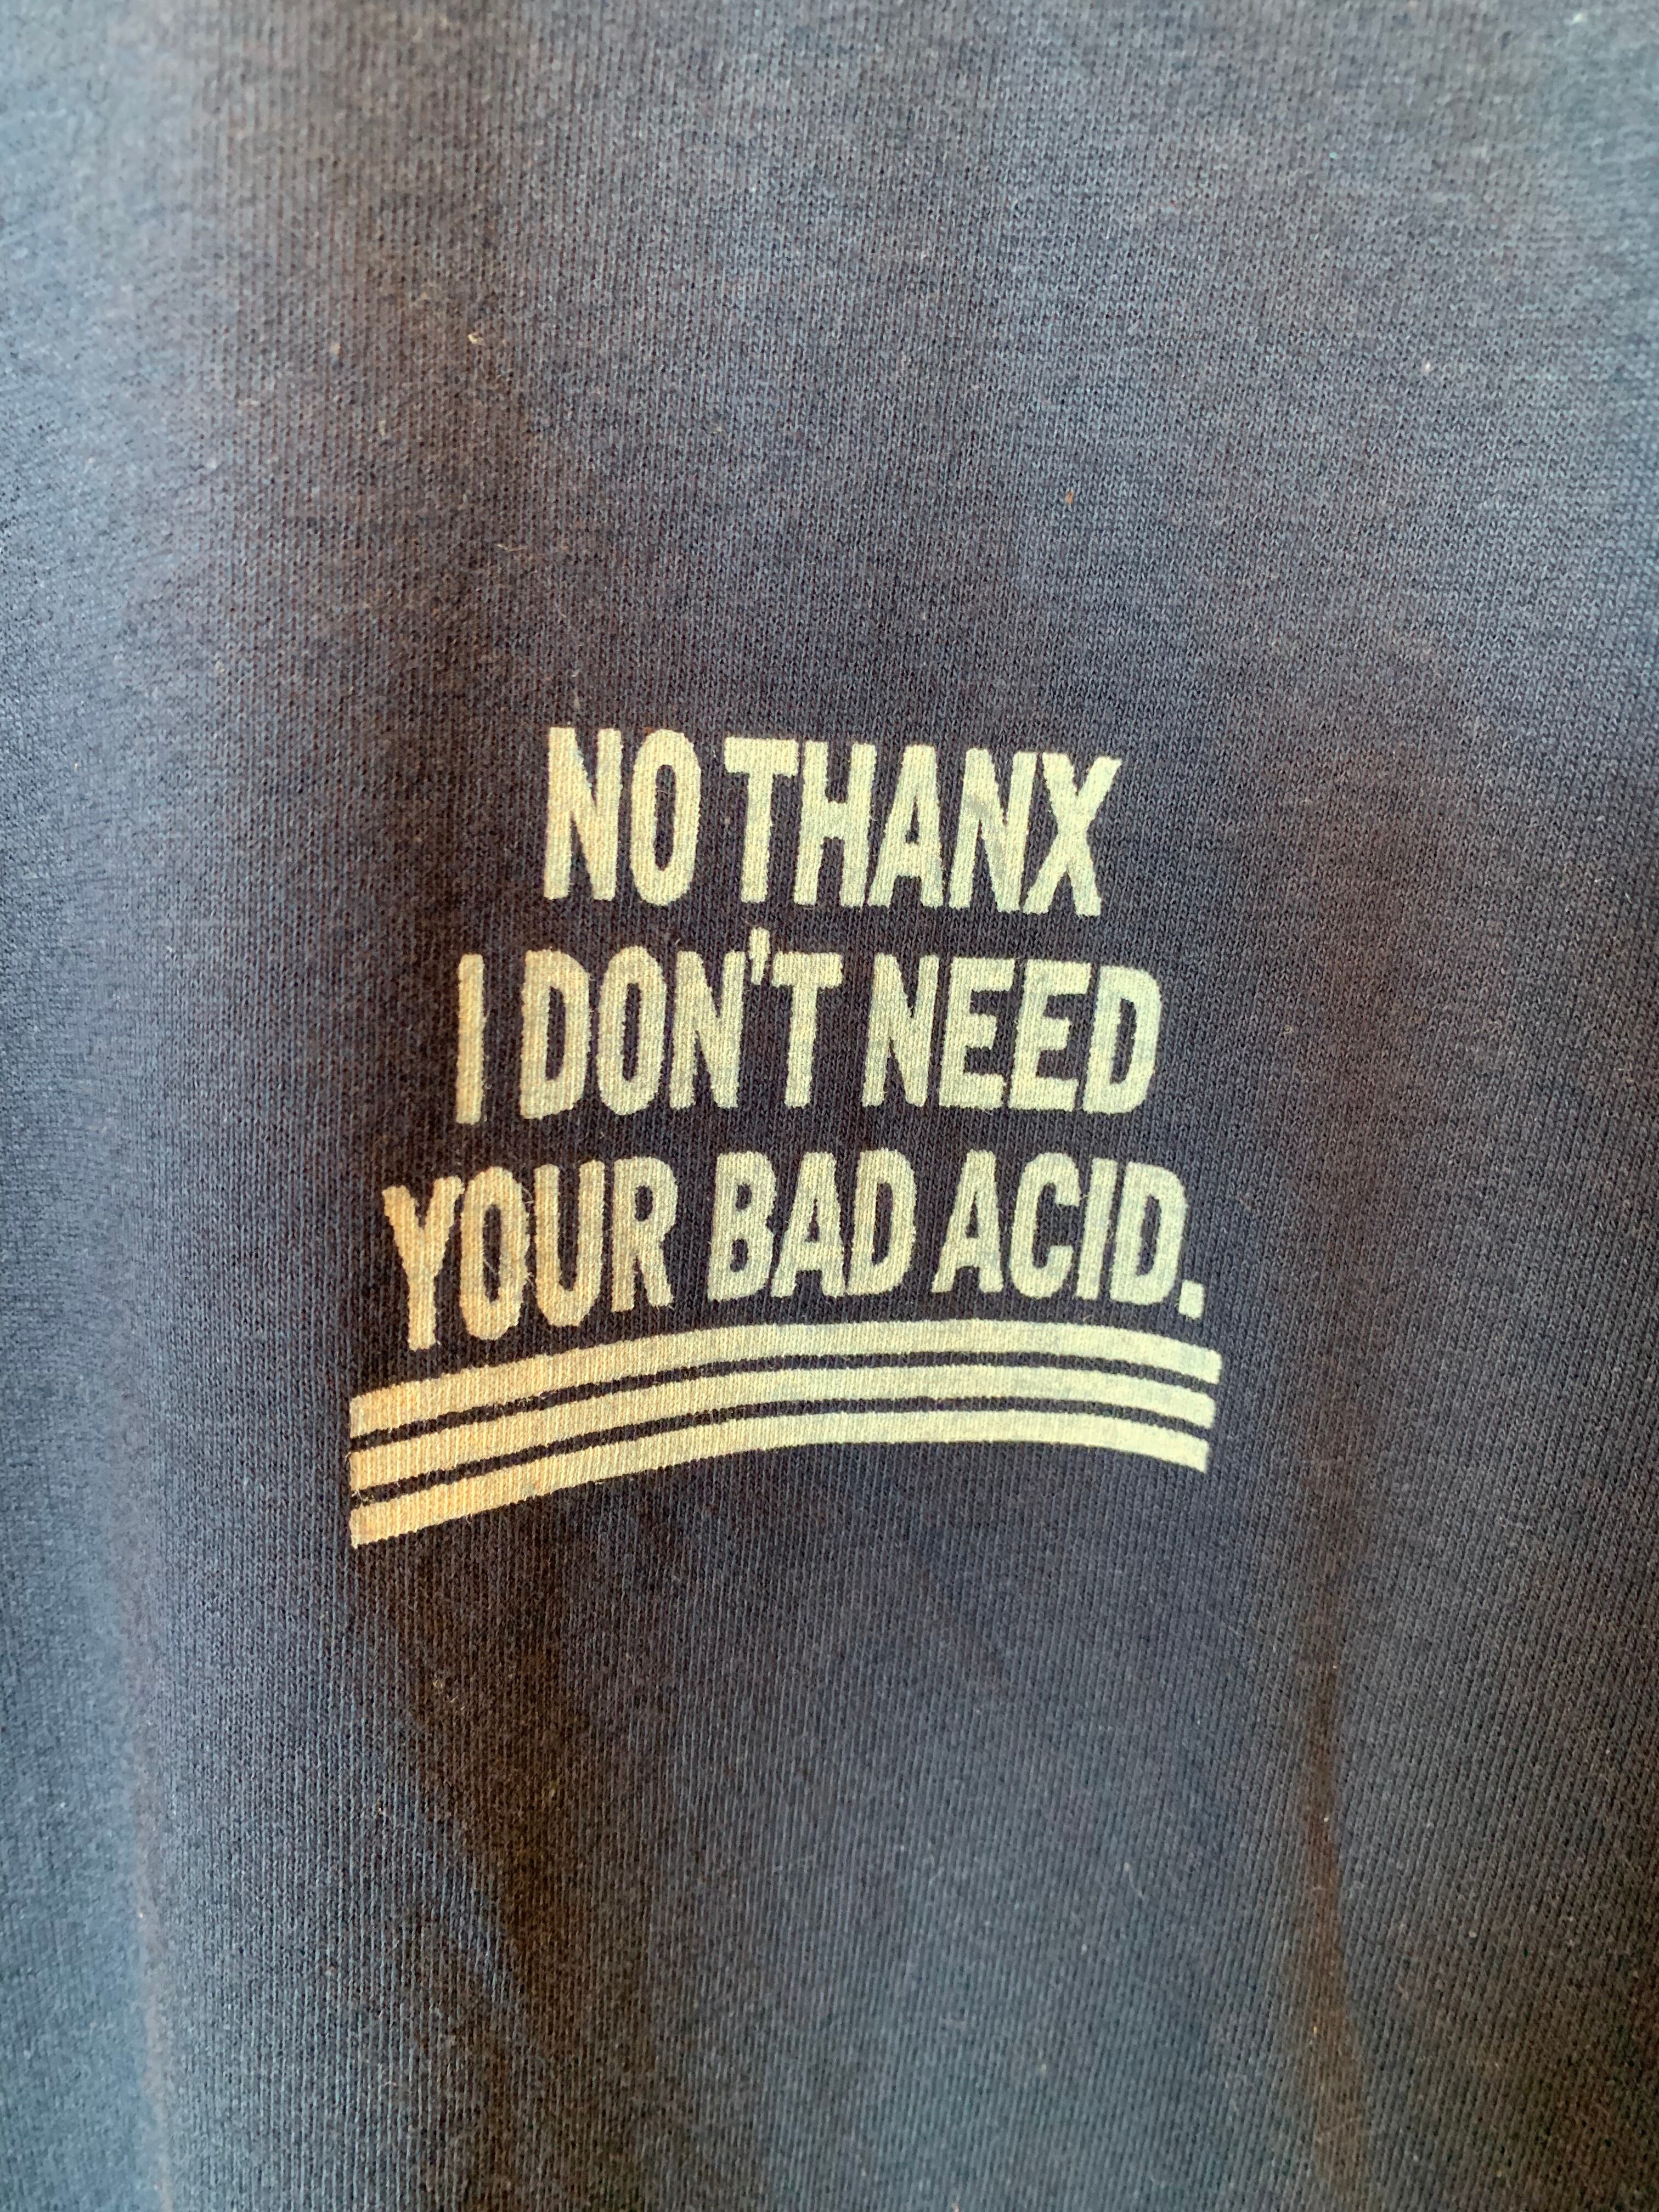 NO THANX
I DON'T NEED
YOUR BAD ACID.